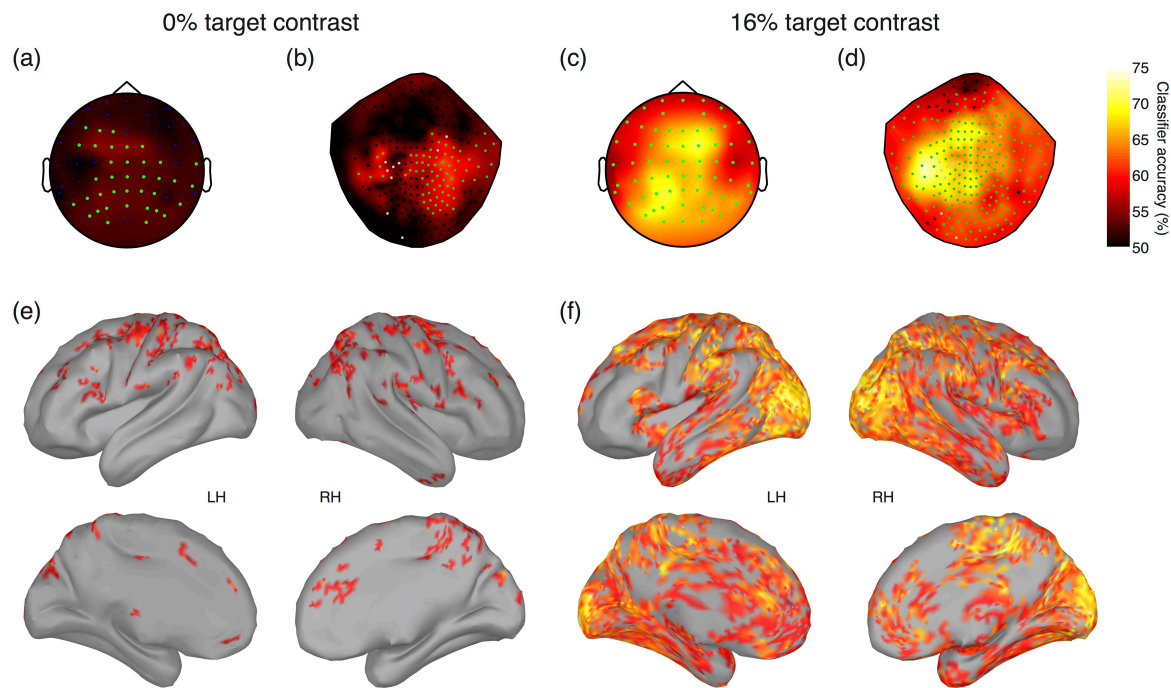 0% target contrast
16% target contrast
(a)
(b)
(c)
(d)
75
70
65
60
55
50
Classifier accuracy (%)
(e)
(f)
LH
RH
LH
RH